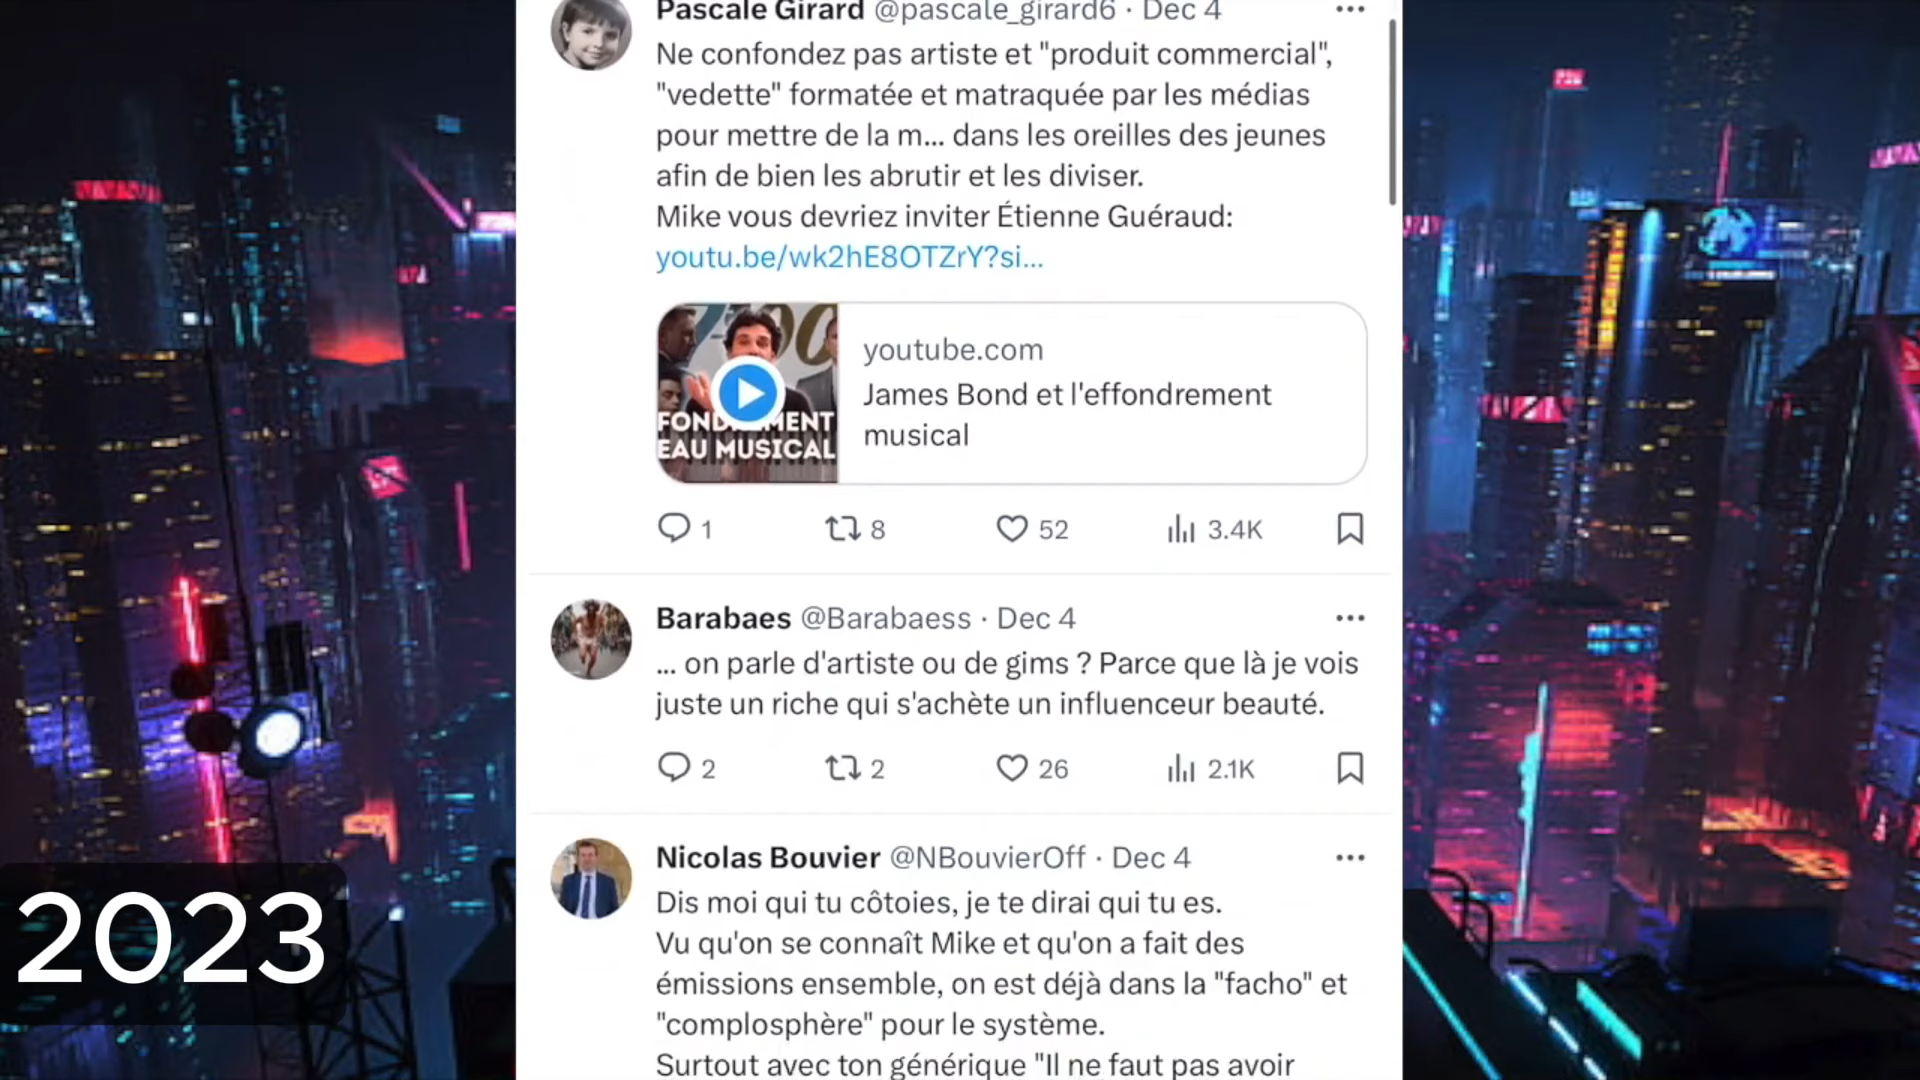 Pascale Girard @pascale_girard6 · Dec 4
Ne confondez pas artiste et "produit commercial",
"vedette" formatée et matraquée par les médias
pour mettre de la m... dans les oreilles des jeunes
afin de bien les abrutir et les diviser.
Mike vous devriez inviter Étienne Guéraud:
youtu.be/wk2hE8OTZrY?si...
youtube.com
James Bond et l'effondrement
musical
EAU MUSICAL
1 8 52 3.4K
Barabaes @Barabaess · Dec 4
... on parle d'artiste ou de gims ? Parce que là je vois
juste un riche qui s'achète un influenceur beauté.
2 2 26 2.1K
Nicolas Bouvier @NBouvierOff · Dec 4
Dis moi qui tu côtoies, je te dirai qui tu es.
Vu qu'on se connaît Mike et qu'on a fait des
émissions ensemble, on est déjà dans la "facho" et
"complosphère" pour le système.
Surtout avec ton générique "Il ne faut pas avoir
2023